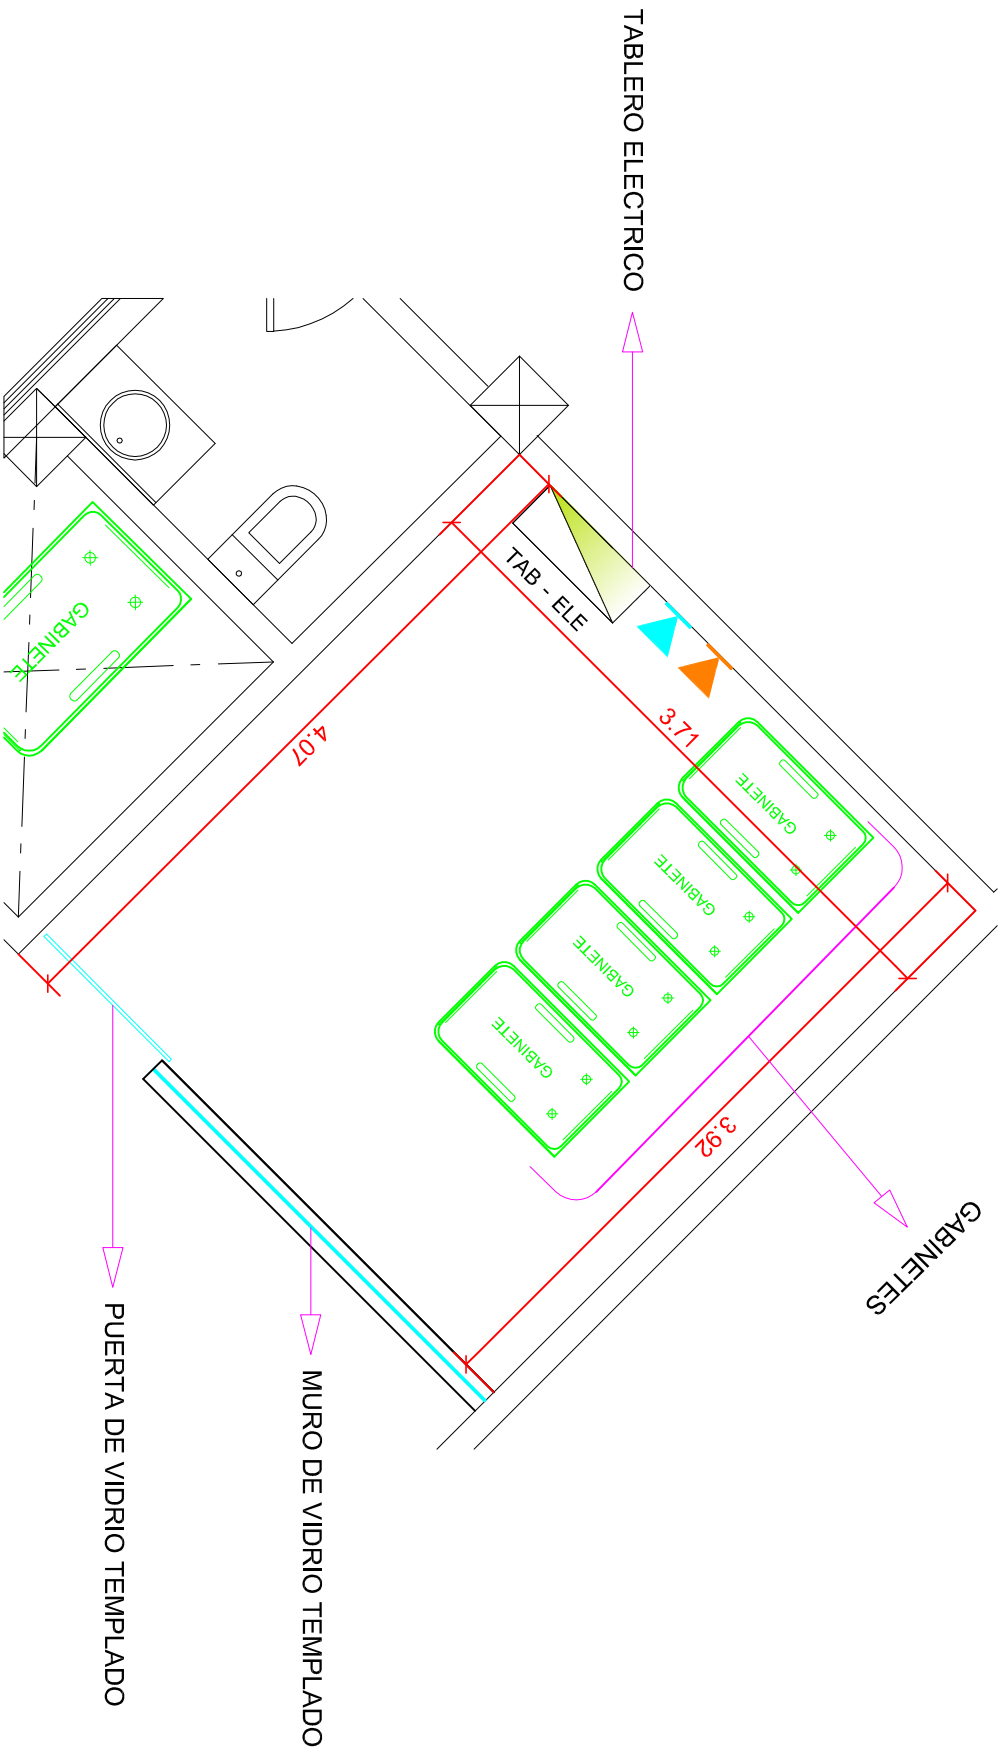 TABLERO ELECTRICO
TAB - ELE
3.71
4.07
GABINETE
GABINETE
GABINETE
GABINETE
GABINETE
3.92
GABINETES
PUERTA DE VIDRIO TEMPLADO
MURO DE VIDRIO TEMPLADO